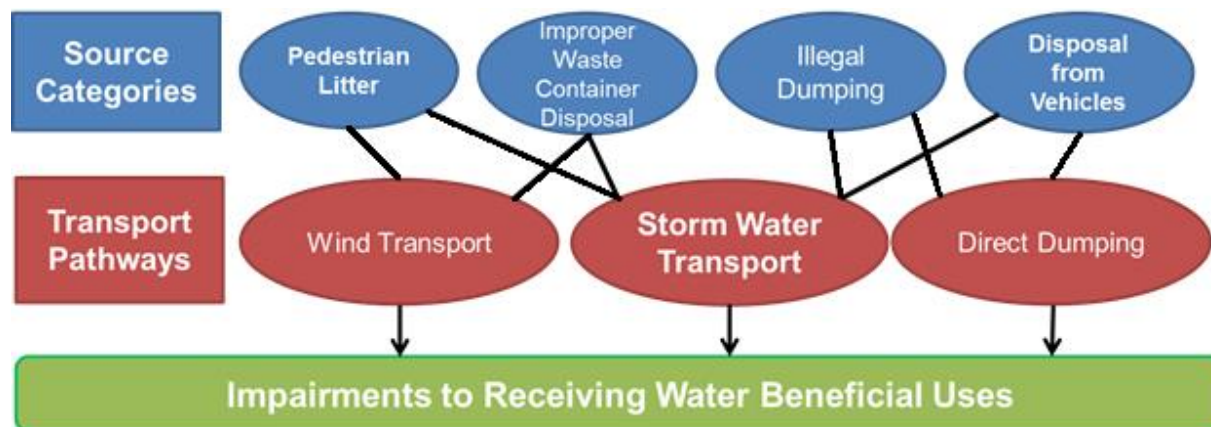 Source
Categories
Pedestrian
Litter
Improper
Waste
Container
Disposal
Illegal
Dumping
Disposal
from
Vehicles
Transport
Pathways
Wind Transport
Storm Water
Transport
Direct Dumping
Impairments to Receiving Water Beneficial Uses